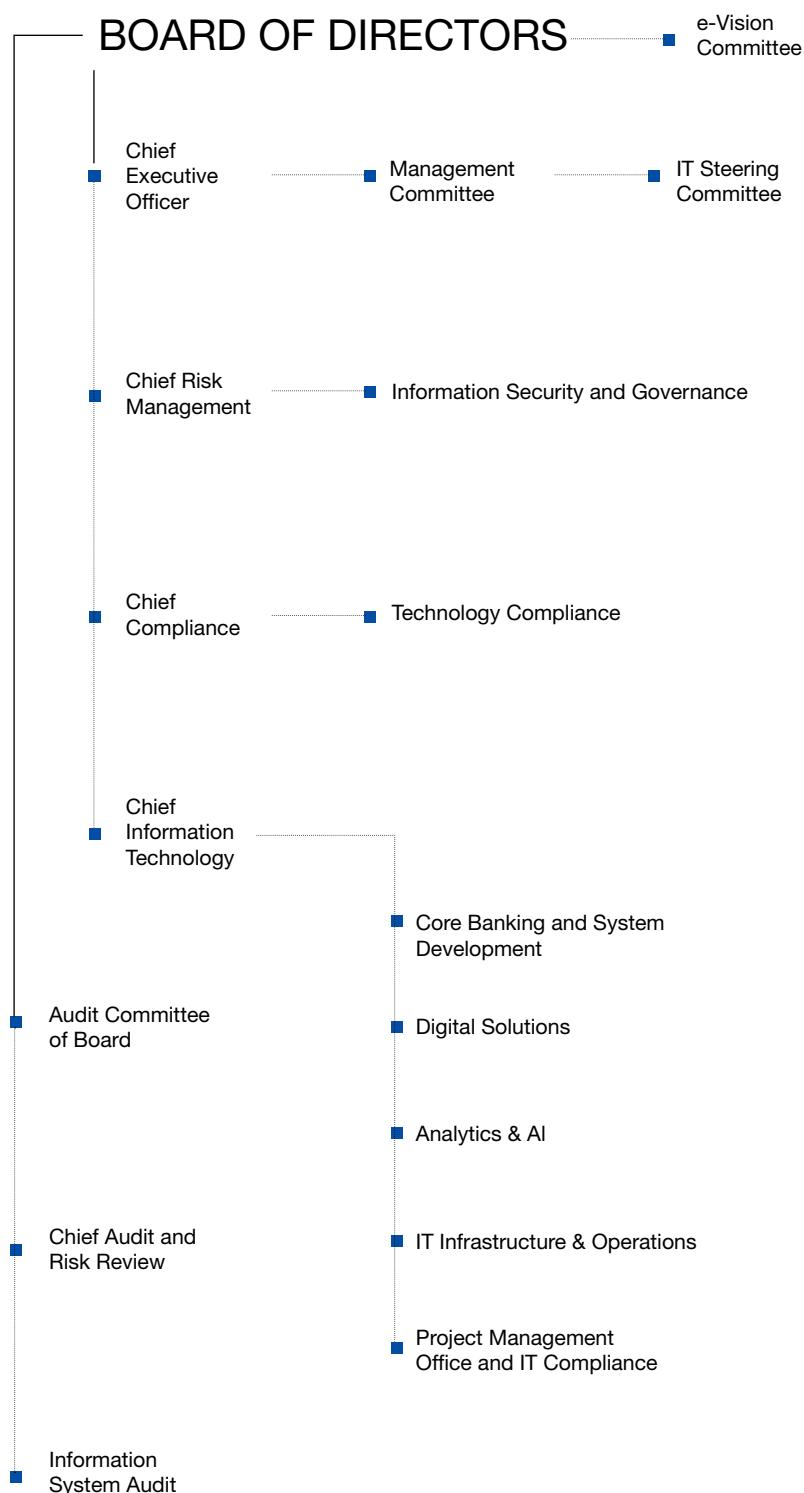 BOARD OF DIRECTORS
e-Vision
Committee
Chief
Executive
Officer
Management
Committee
IT Steering
Committee
Chief Risk
Management
Information Security and Governance
Chief
Compliance
Technology Compliance
Chief
Information
Technology
Core Banking and System
Development
Audit Committee
of Board
Digital Solutions
Analytics & AI
Chief Audit and
Risk Review
IT Infrastructure & Operations
Project Management
Office and IT Compliance
Information
System Audit